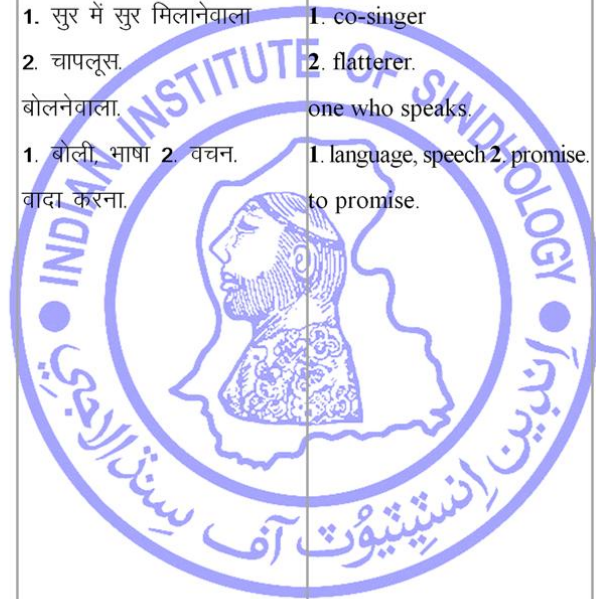 1. सुर में सुर मिलानेवाला 1. co-singer
2. चापलूस. 2. flatterer.
बोलनेवाला. one who speaks.
1. बोली, भाषा 2. वचन. 1. language, speech 2. promise.
वादा करना. to promise.
INDIAN INSTITUTE OF SINDHOLOGY
انڊين انسٽيٽيوُٽ آف سنڌالاجي